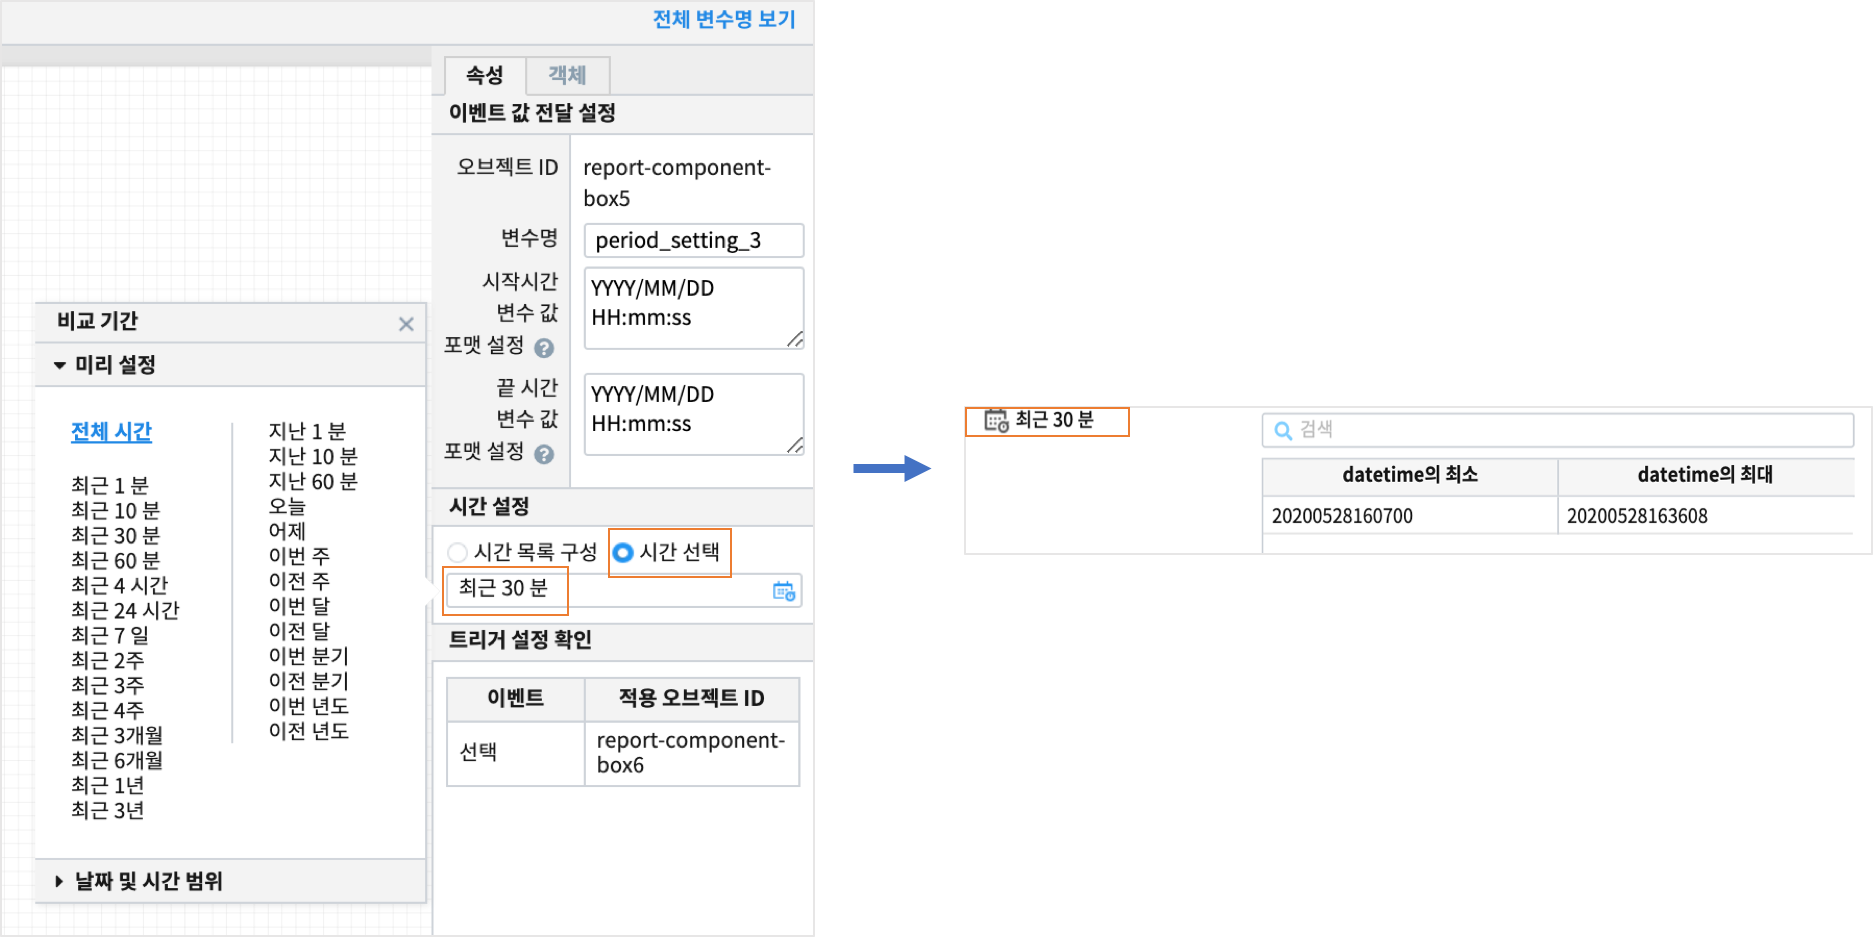 전체 변수명 보기
속성
객체
이벤트 값 전달 설정
오브젝트 ID
report-component-
box5
변수명
period_setting_3
시작시간
변수 값
포맷 설정 ?
YYYY/MM/DD
HH:mm:ss
끝 시간
변수 값
포맷 설정 ?
YYYY/MM/DD
HH:mm:ss
시간 설정
시간 목록 구성
시간 선택
최근 30 분
트리거 설정 확인
이벤트
적용 오브젝트 ID
선택
report-component-
box6
비교 기간
미리 설정
전체 시간
최근 1 분
최근 10 분
최근 30 분
최근 60 분
최근 4 시간
최근 24 시간
최근 7 일
최근 2주
최근 3주
최근 4주
최근 3개월
최근 6개월
최근 1년
최근 3년
지난 1 분
지난 10 분
지난 60 분
오늘
어제
이번 주
이전 주
이번 달
이전 달
이번 분기
이전 분기
이번 년도
이전 년도
날짜 및 시간 범위
최근 30 분
검색
datetime의 최소
datetime의 최대
20200528160700
20200528163608